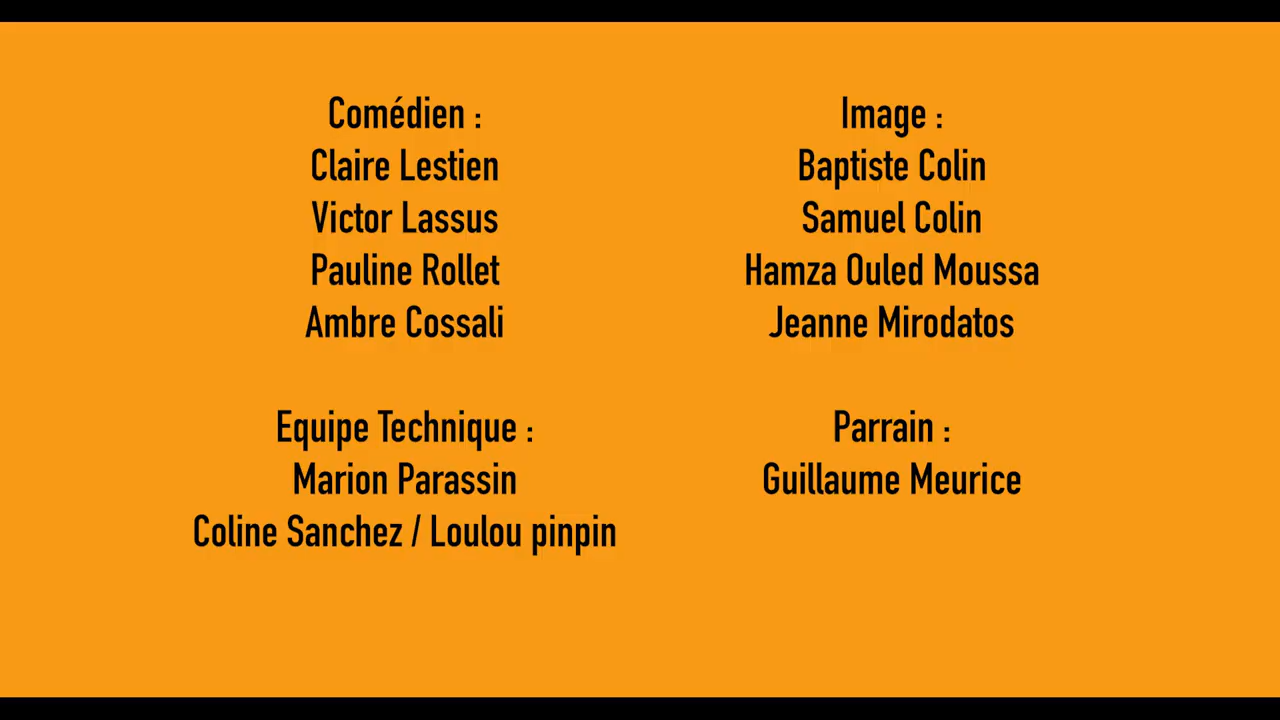 Comédien :
Claire Lestien
Victor Lassus
Pauline Rollet
Ambre Cossali
Equipe Technique :
Marion Parassin
Coline Sanchez / Loulou pinpin
Image :
Baptiste Colin
Samuel Colin
Hamza Ouled Moussa
Jeanne Mirodatos
Parrain :
Guillaume Meurice